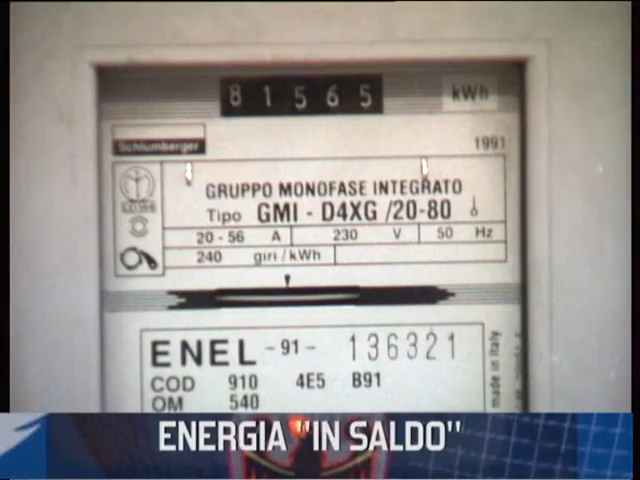 81565 kWh
Schlumberger
1991
GRUPPO MONOFASE INTEGRATO
Tipo GMI - D4XG /20-80
20-56 A 230 V 50 Hz
240 giri/kWh
ENEL -91- 136321
COD 910 4E5 B91
OM 540
made in Italy
ENERGIA "IN SALDO"